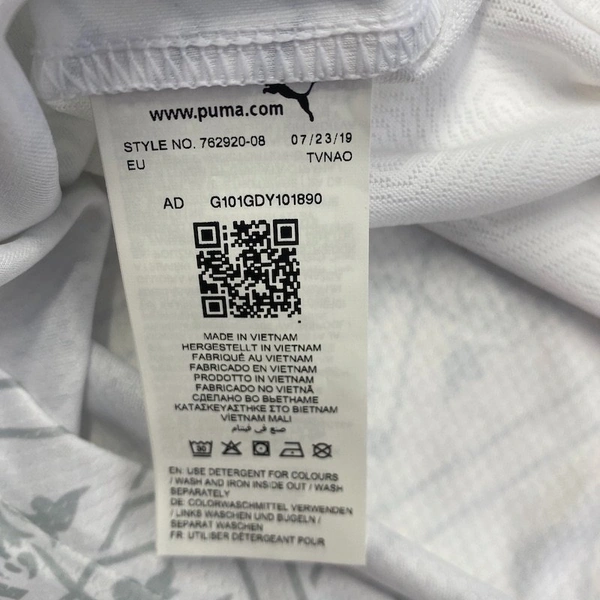 www.puma.com
STYLE NO. 762920-08 07/23/19
EU TVNAO
AD G101GDY101890
MADE IN VIETNAM
HERGESTELLT IN VIETNAM
FABRIQUÉ AU VIETNAM
FABRICADO EN VIETNAM
PRODOTTO IN VIETNAM
FABRICADO NO VIETNÃ
СДЕЛАНО ВО ВЬЕТНАМЕ
ΚΑΤΑΣΚΕΥΑΣΤΗΚΕ ΣΤΟ ΒΙΕΤΝΑΜ
VIETNAM MALI
صنع في فيتنام
30
EN: USE DETERGENT FOR COLOURS
/ WASH AND IRON INSIDE OUT / WASH
SEPARATELY
DE: COLORWASCHMITTEL VERWENDEN
/ LINKS WASCHEN UND BÜGELN /
SEPARAT WASCHEN
FR: UTILISER DÉTERGENT POUR